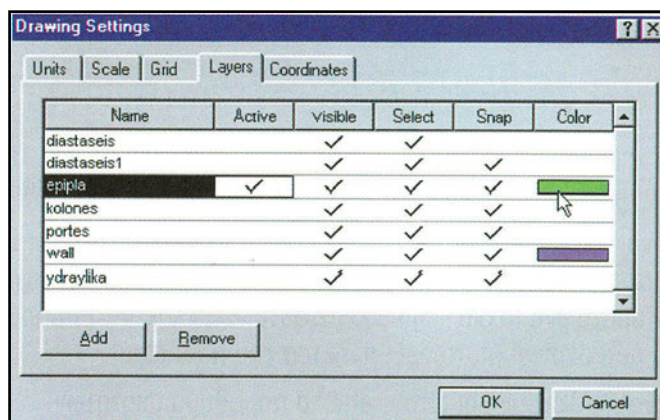 Drawing Settings
Units Scale Grid Layers Coordinates
Name Active Visible Select Snap Color
diastaseis
diastaseis1
epipla
kolones
portes
wall
ydraylika
Add Remove
OK Cancel